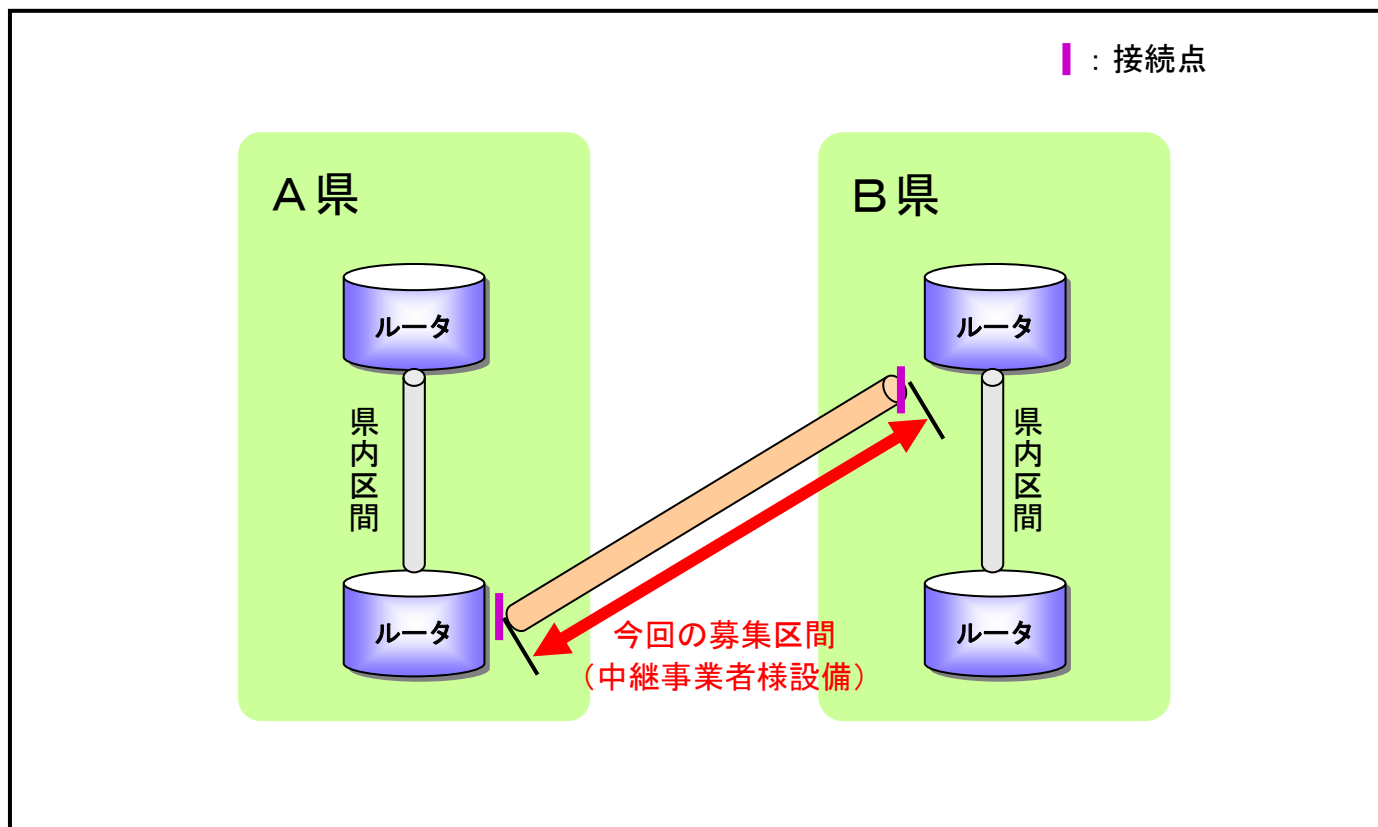 ：接続点
A県
B県
ルータ
ルータ
県内区間
県内区間
ルータ
ルータ
今回の募集区間
（中継事業者様設備）